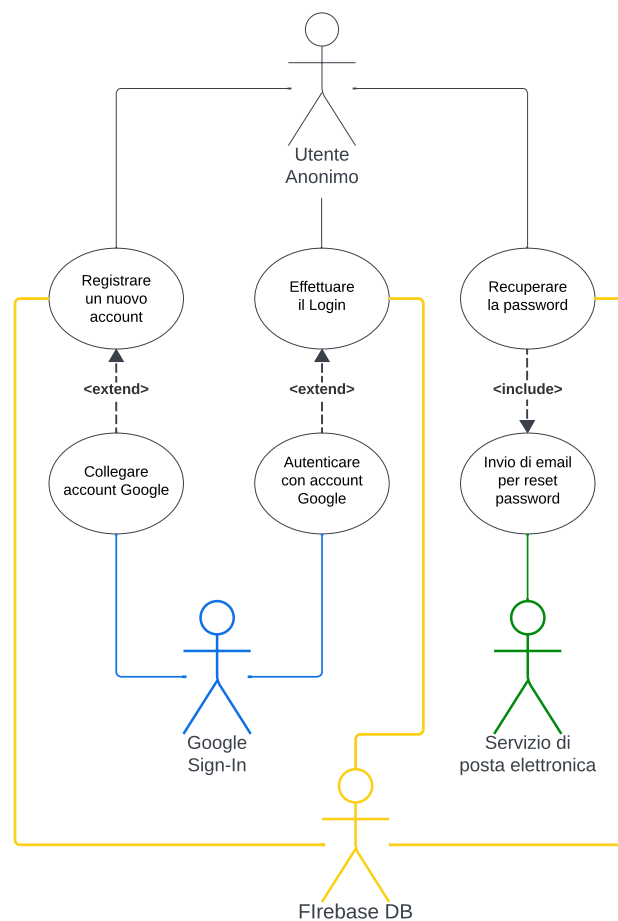 Utente
Anonimo
Registrare
un nuovo
account
Effettuare
il Login
Recuperare
la password
<extend>
<extend>
<include>
Collegare
account Google
Autenticare
con account
Google
Invio di email
per reset
password
Google
Sign-In
Servizio di
posta elettronica
FIrebase DB